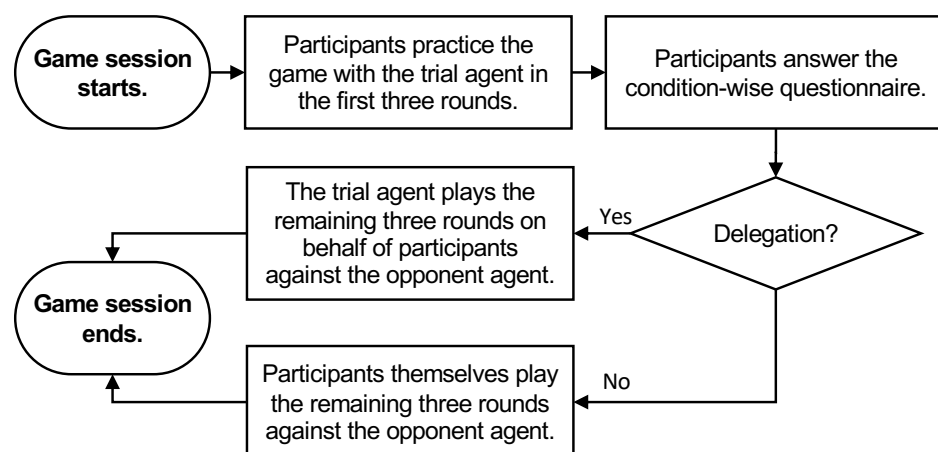 Game session
starts.
Participants practice the
game with the trial agent in
the first three rounds.
Participants answer the
condition-wise questionnaire.
Delegation?
Yes
The trial agent plays the
remaining three rounds on
behalf of participants
against the opponent agent.
No
Participants themselves play
the remaining three rounds
against the opponent agent.
Game session
ends.